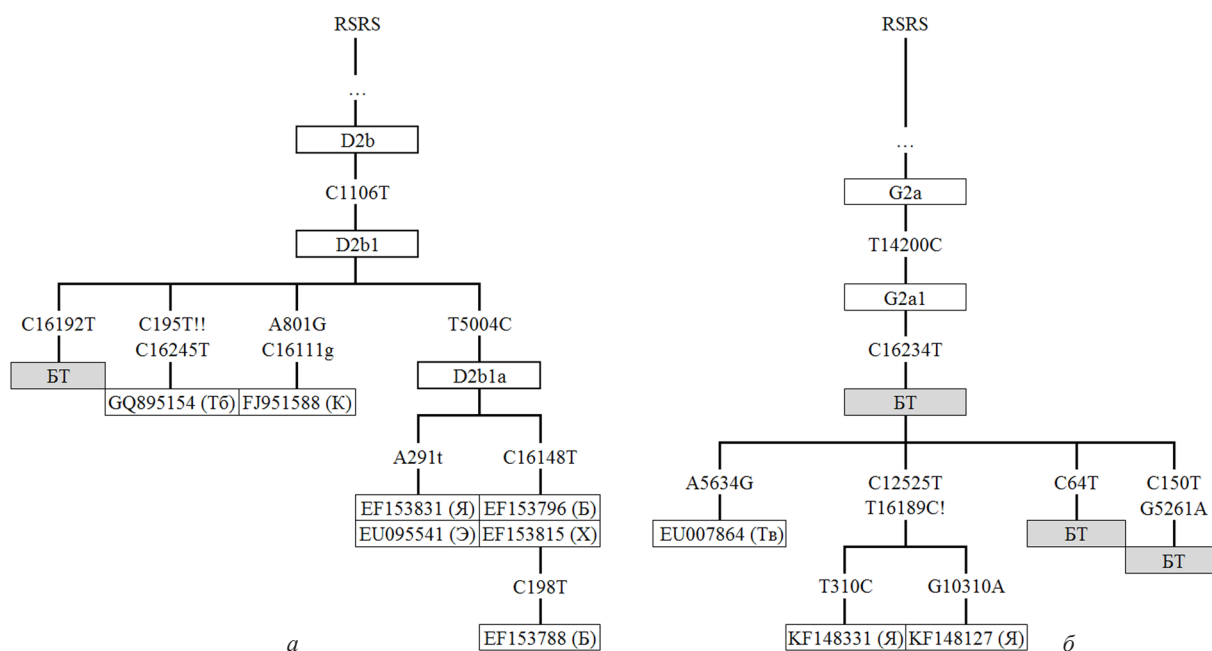 RSRS
...
D2b
C1106T
D2b1
C16192T C195T!! A801G T5004C
C16245T C16111g
БТ D2b1a
GQ895154 (Тб) FJ951588 (К)
A291t C16148T
EF153831 (Я) EF153796 (Б)
EU095541 (Э) EF153815 (Х)
C198T
EF153788 (Б)
а
RSRS
...
G2a
T14200C
G2a1
C16234T
БТ
A5634G C12525T C64T C150T
T16189C! G5261A
EU007864 (Тв) БТ
БТ
T310C G10310A
KF148331 (Я) KF148127 (Я)
б